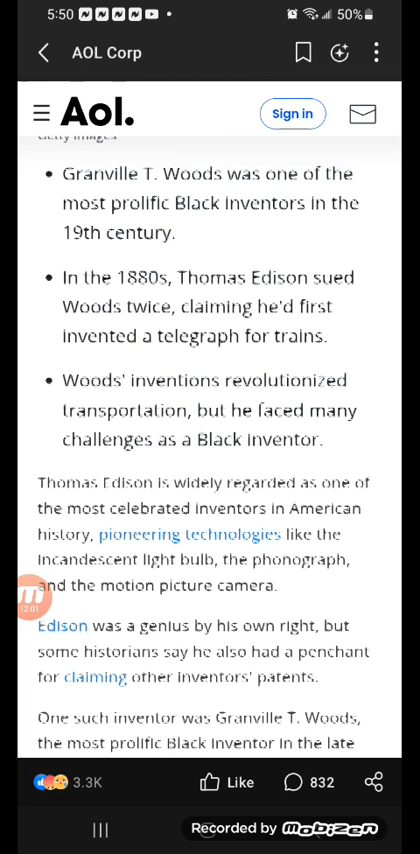 5:50
50%
AOL Corp
Aol.
Sign in
Getty Images
Granville T. Woods was one of the
most prolific Black inventors in the
19th century.
In the 1880s, Thomas Edison sued
Woods twice, claiming he'd first
invented a telegraph for trains.
Woods' inventions revolutionized
transportation, but he faced many
challenges as a Black inventor.
Thomas Edison is widely regarded as one of
the most celebrated inventors in American
history, pioneering technologies like the
incandescent light bulb, the phonograph,
and the motion picture camera.
12:01
Edison was a genius by his own right, but
some historians say he also had a penchant
for claiming other inventors' patents.
One such inventor was Granville T. Woods,
the most prolific Black inventor in the late
3.3K
Like
832
Recorded by mobizen